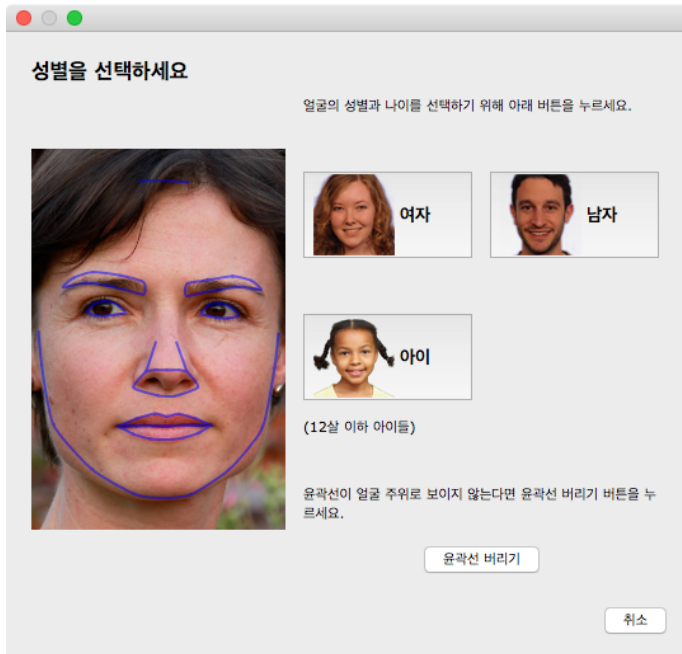 성별을 선택하세요
얼굴의 성별과 나이를 선택하기 위해 아래 버튼을 누르세요.
여자
남자
아이
(12살 이하 아이들)
윤곽선이 얼굴 주위로 보이지 않는다면 윤곽선 버리기 버튼을 누
르세요.
윤곽선 버리기
취소